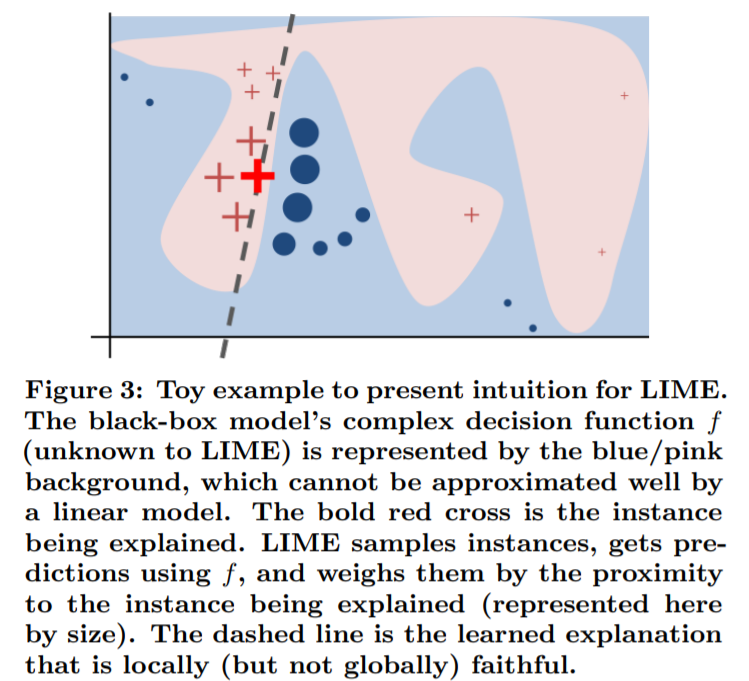 Figure 3: Toy example to present intuition for LIME.
The black-box model's complex decision function f
(unknown to LIME) is represented by the blue/pink
background, which cannot be approximated well by
a linear model. The bold red cross is the instance
being explained. LIME samples instances, gets pre-
dictions using f, and weighs them by the proximity
to the instance being explained (represented here
by size). The dashed line is the learned explanation
that is locally (but not globally) faithful.